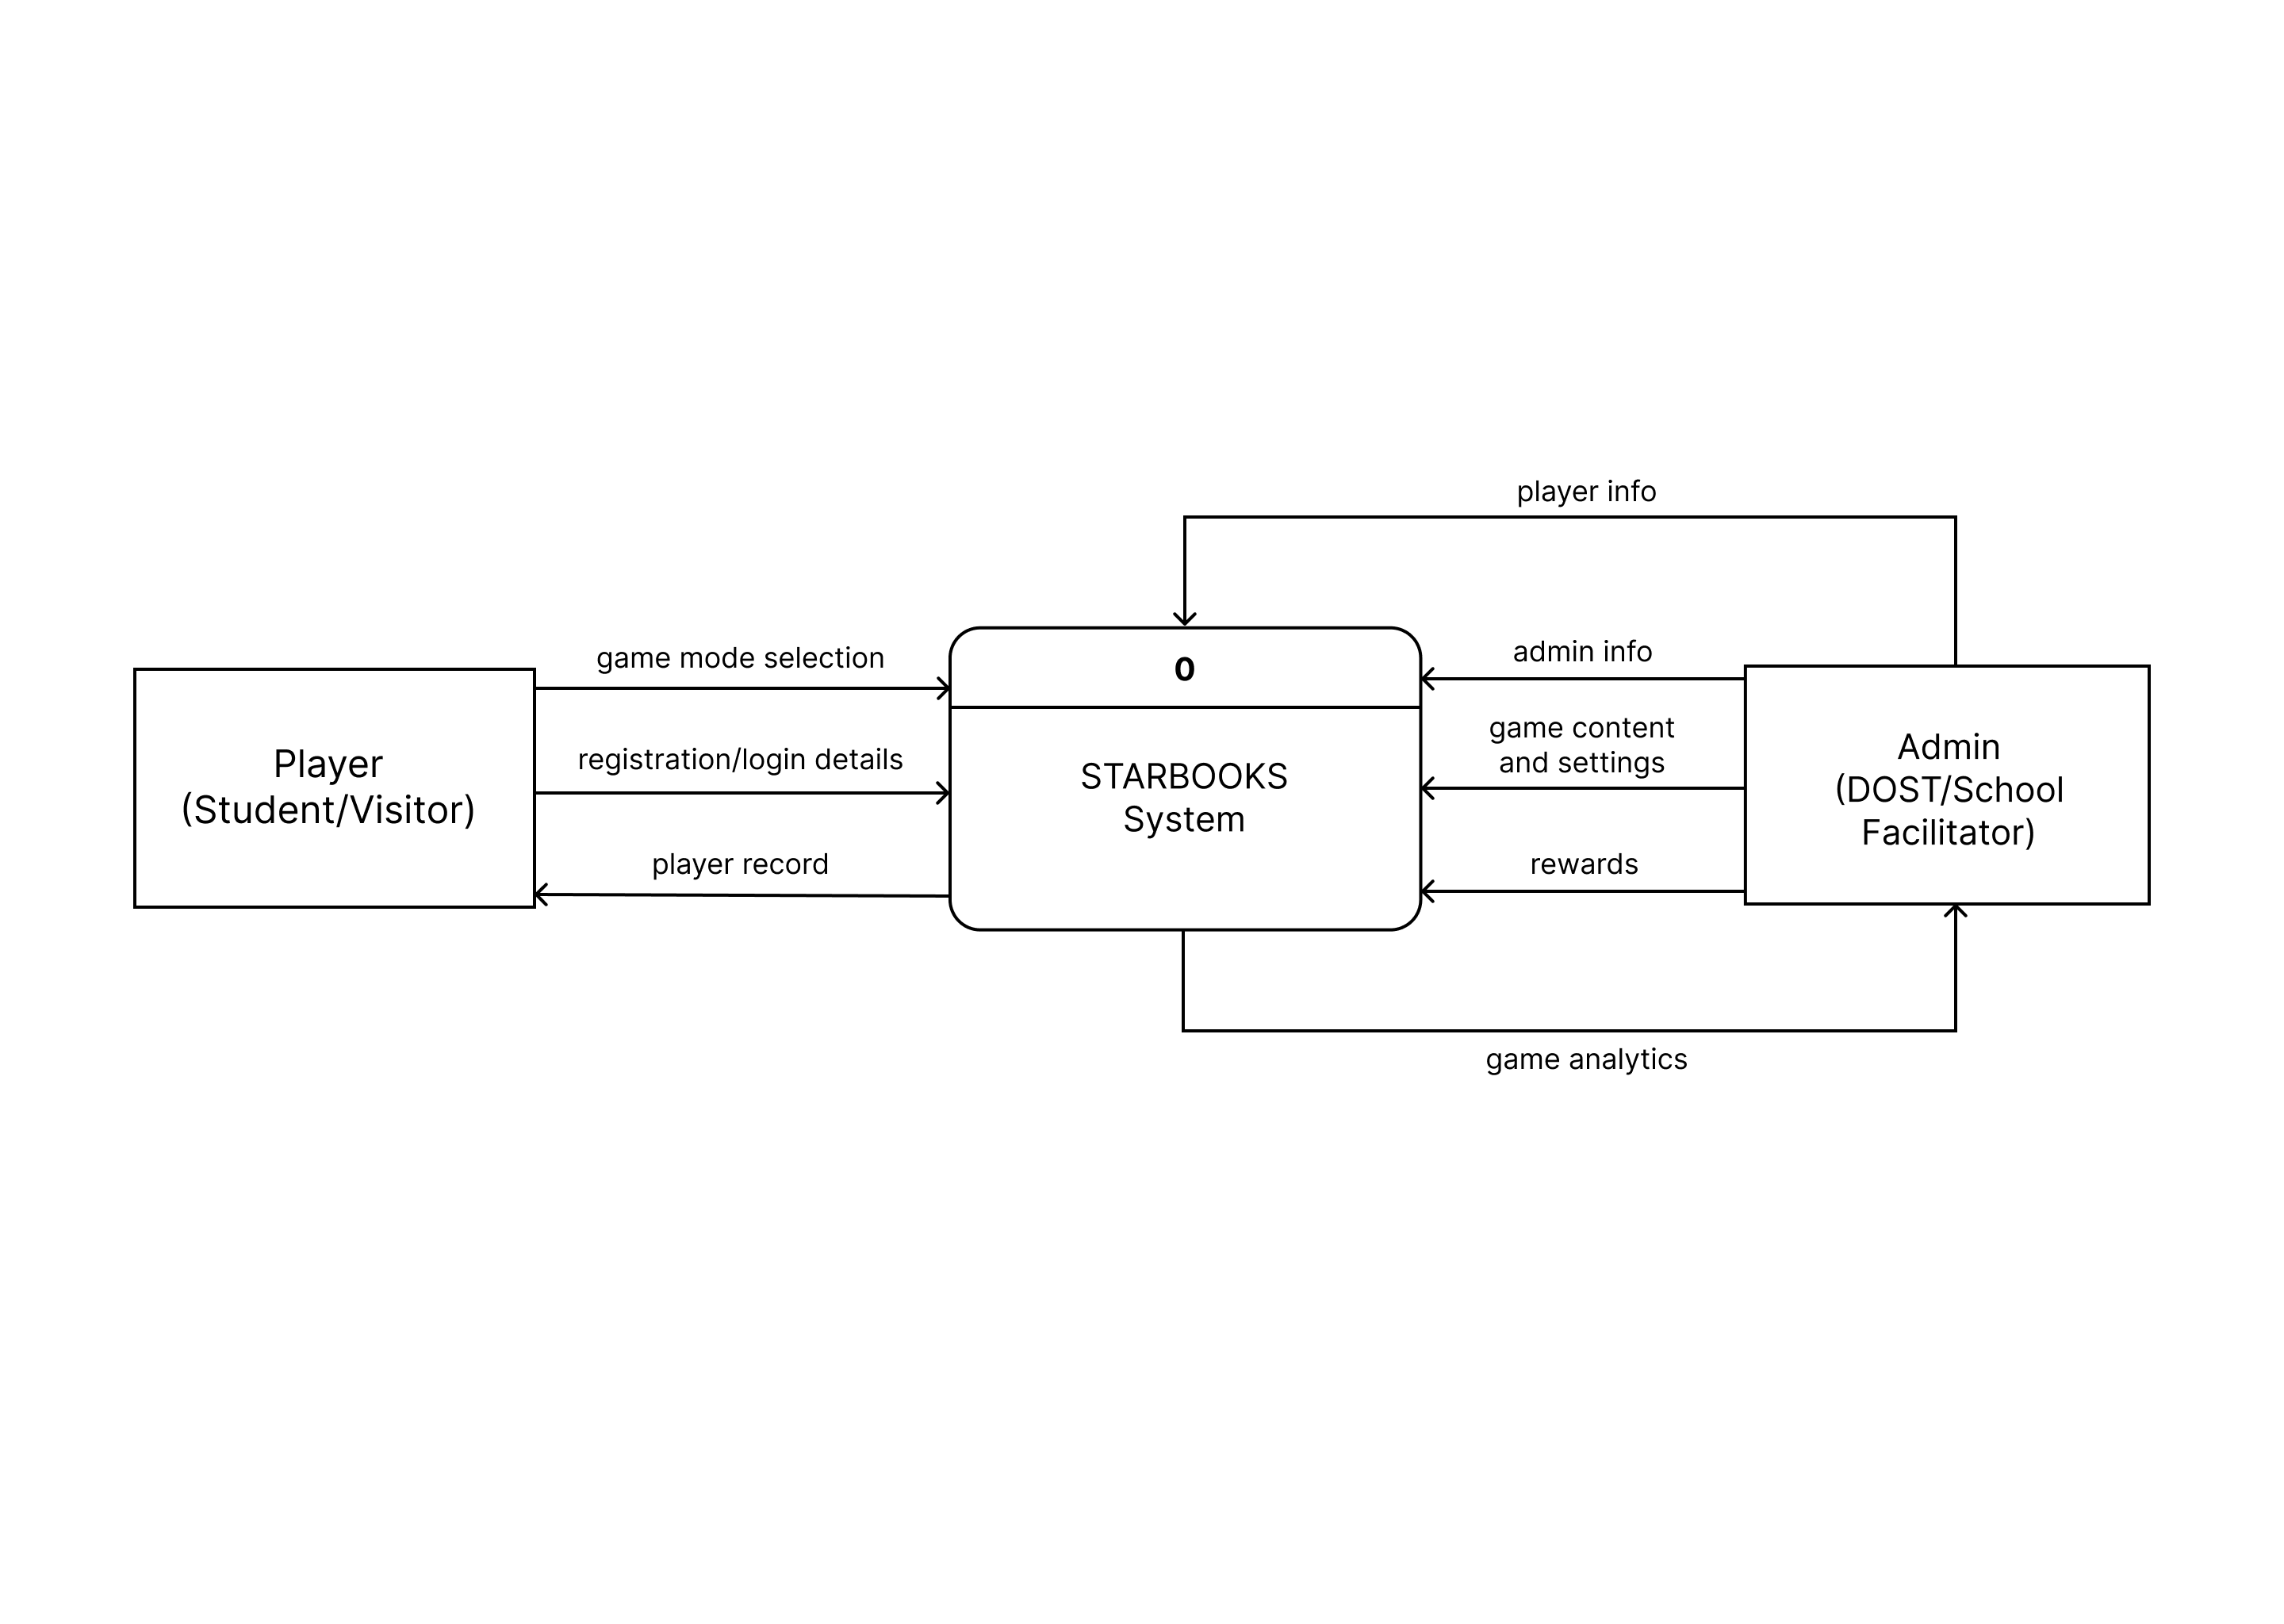 player info
game mode selection
registration/login details
player record
Player
(Student/Visitor)
0
STARBOOKS
System
admin info
game content
and settings
rewards
Admin
(DOST/School
Facilitator)
game analytics